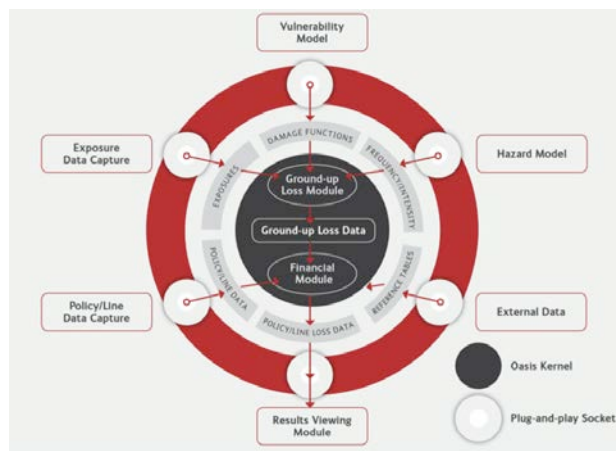 Vulnerability
Model
Exposure
Data Capture
Hazard Model
DAMAGE FUNCTIONS
EXPOSURES
FREQUENCY/INTENSITY
Ground-up
Loss Module
Ground-up Loss Data
Financial
Module
POLICY/LINE DATA
REFERENCE TABLES
POLICY/LINE LOSS DATA
Policy/Line
Data Capture
External Data
Results Viewing
Module
Oasis Kernel
Plug-and-play Socket